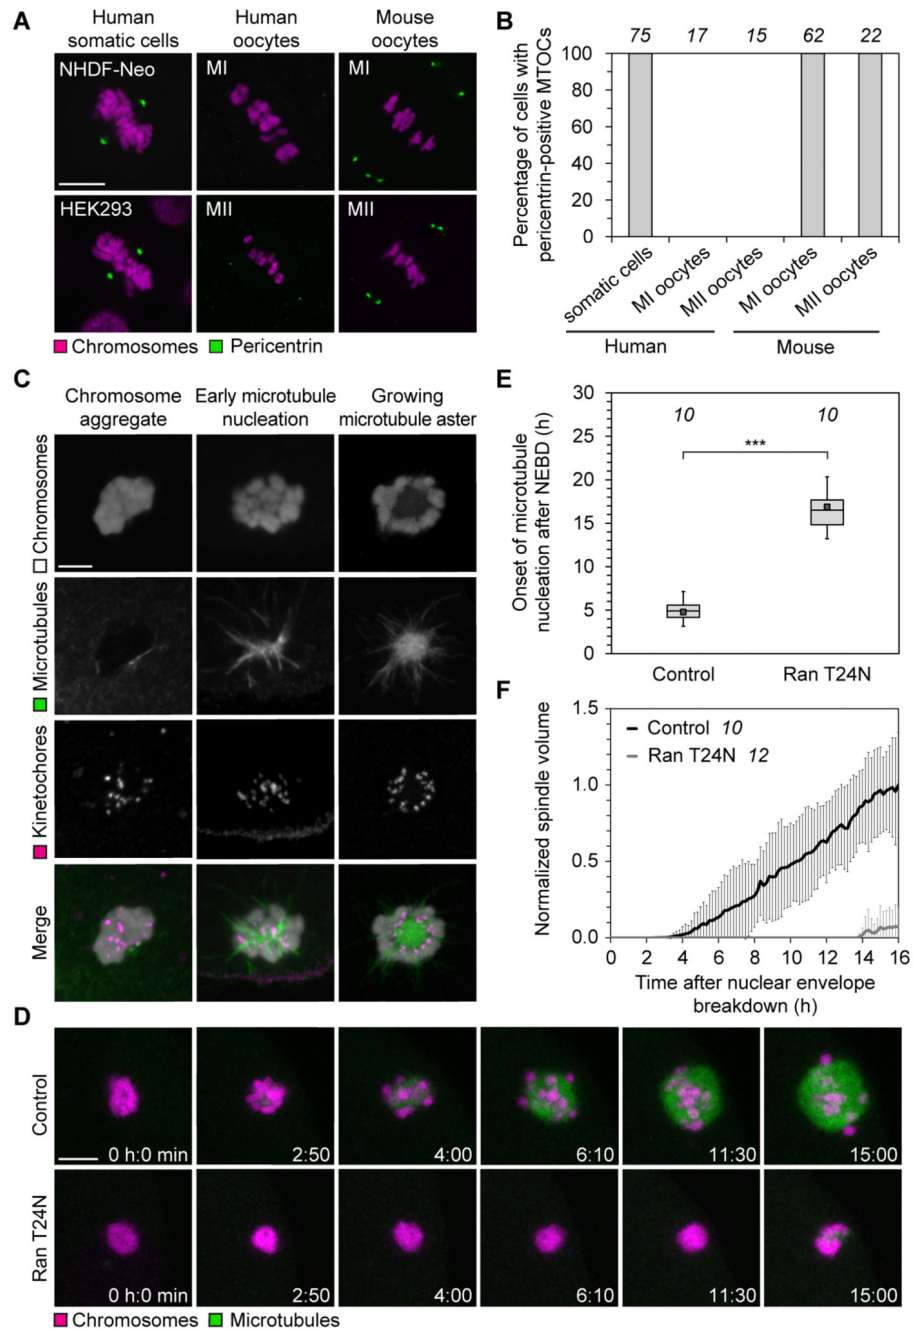 A
Human
somatic cells
Human
oocytes
Mouse
oocytes
NHDF-Neo
MI
MI
HEK293
MII
MII
Chromosomes
Pericentrin
B
75
17
15
62
22
Percentage of cells with
pericentrin-positive MTOCs
100
80
60
40
20
0
somatic cells
MI oocytes
MII oocytes
MI oocytes
MII oocytes
Human
Mouse
C
Chromosome
aggregate
Early microtubule
nucleation
Growing
microtubule aster
Chromosomes
Microtubules
Kinetochores
Merge
E
Onset of microtubule
nucleation after NEBD (h)
30
25
20
15
10
5
0
10
10
***
Control
Ran T24N
F
Normalized spindle volume
1.5
1.0
0.5
0.0
Control 10
Ran T24N 12
0 2 4 6 8 10 12 14 16
Time after nuclear envelope
breakdown (h)
D
Control
0 h:0 min
2:50
4:00
6:10
11:30
15:00
Ran T24N
0 h:0 min
2:50
4:00
6:10
11:30
15:00
Chromosomes
Microtubules